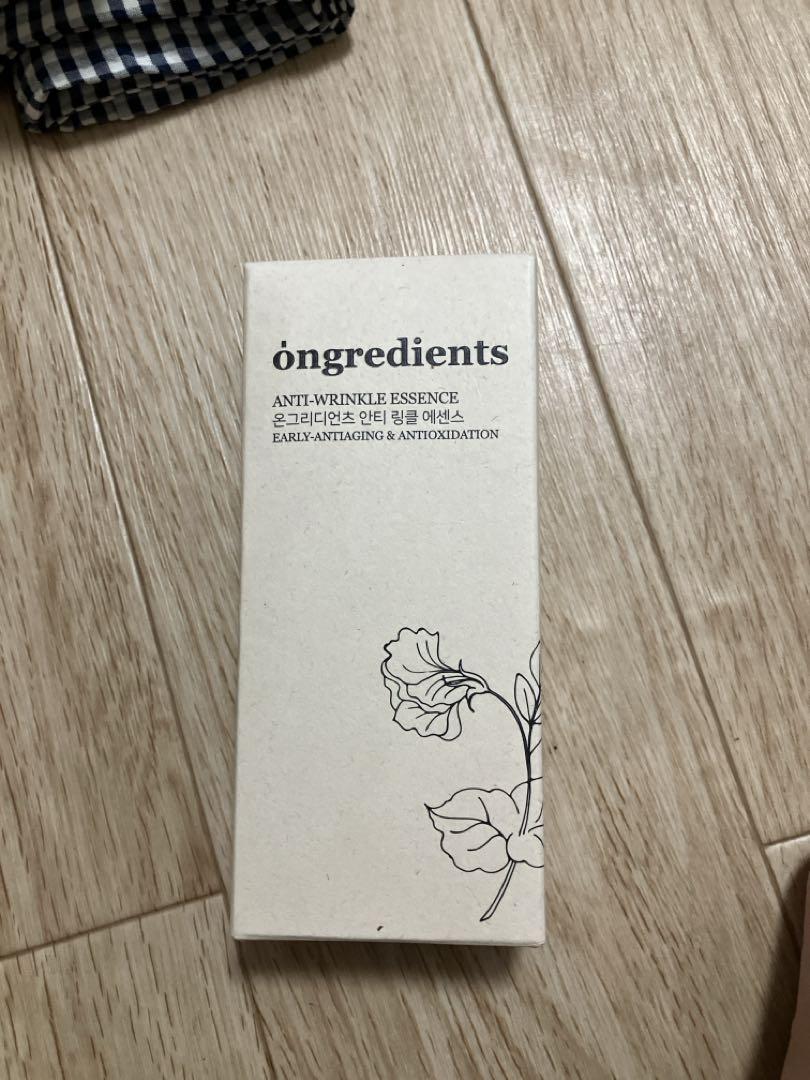 ongredients
ANTI-WRINKLE ESSENCE
온그리디언츠 안티 링클 에센스
EARLY-ANTIAGING & ANTIOXIDATION